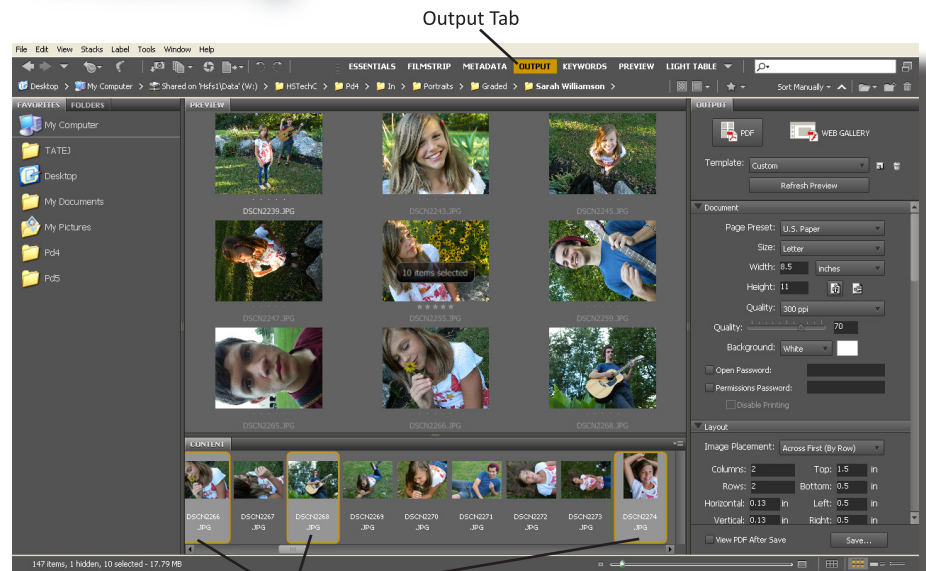 Output Tab
File Edit View Stacks Label Tools Window Help
ESSENTIALS FILMSTRIP METADATA OUTPUT KEYWORDS PREVIEW LIGHT TABLE
Desktop > My Computer > Shared on 'Hsfs1\Data' (W:) > HSTechC > Pd4 > In > Portraits > Graded > Sarah Williamson > Sort Manually
FAVORITES FOLDERS
My Computer
TATEJ
Desktop
My Documents
My Pictures
Pd4
Pd5
PREVIEW
DSCN2239.JPG DSCN2243.JPG DSCN2245.JPG
10 items selected
DSCN2247.JPG DSCN2255.JPG DSCN2259.JPG
DSCN2265.JPG DSCN2266.JPG DSCN2268.JPG
CONTENT
DSCN2266 DSCN2267 DSCN2268 DSCN2269 DSCN2270 DSCN2271 DSCN2272 DSCN2273 DSCN2274
.JPG .JPG .JPG .JPG .JPG .JPG .JPG .JPG .JPG
OUTPUT
PDF WEB GALLERY
Template: Custom
Refresh Preview
Document
Page Preset: U.S. Paper
Size: Letter
Width: 8.5 inches
Height: 11
Quality: 300 ppi
Quality: 70
Background: White
Open Password:
Permissions Password:
Disable Printing
Layout
Image Placement: Across First (By Row)
Columns: 2 Top: 1.5 in
Rows: 2 Bottom: 0.5 in
Horizontal: 0.13 in Left: 0.5 in
Vertical: 0.13 in Right: 0.5 in
View PDF After Save Save...
147 items, 1 hidden, 10 selected - 17.79 MB